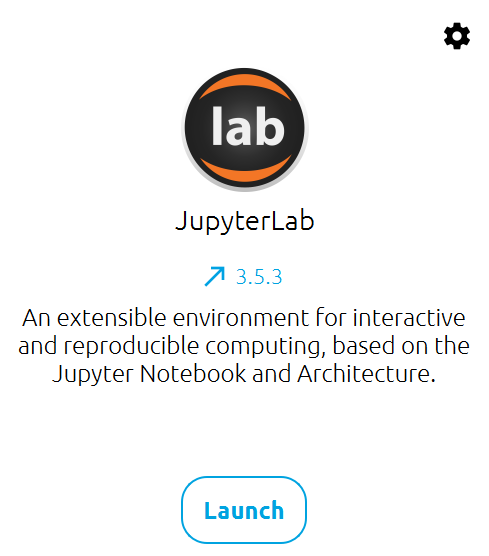 lab
JupyterLab
3.5.3
An extensible environment for interactive
and reproducible computing, based on the
Jupyter Notebook and Architecture.
Launch